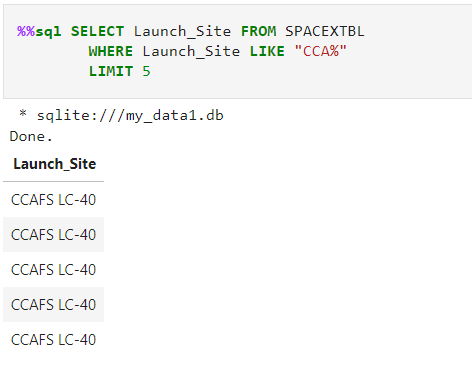 %%sql SELECT Launch_Site FROM SPACEXTBL
WHERE Launch_Site LIKE "CCA%"
LIMIT 5
* sqlite:///my_data1.db
Done.
Launch_Site
CCAFS LC-40
CCAFS LC-40
CCAFS LC-40
CCAFS LC-40
CCAFS LC-40